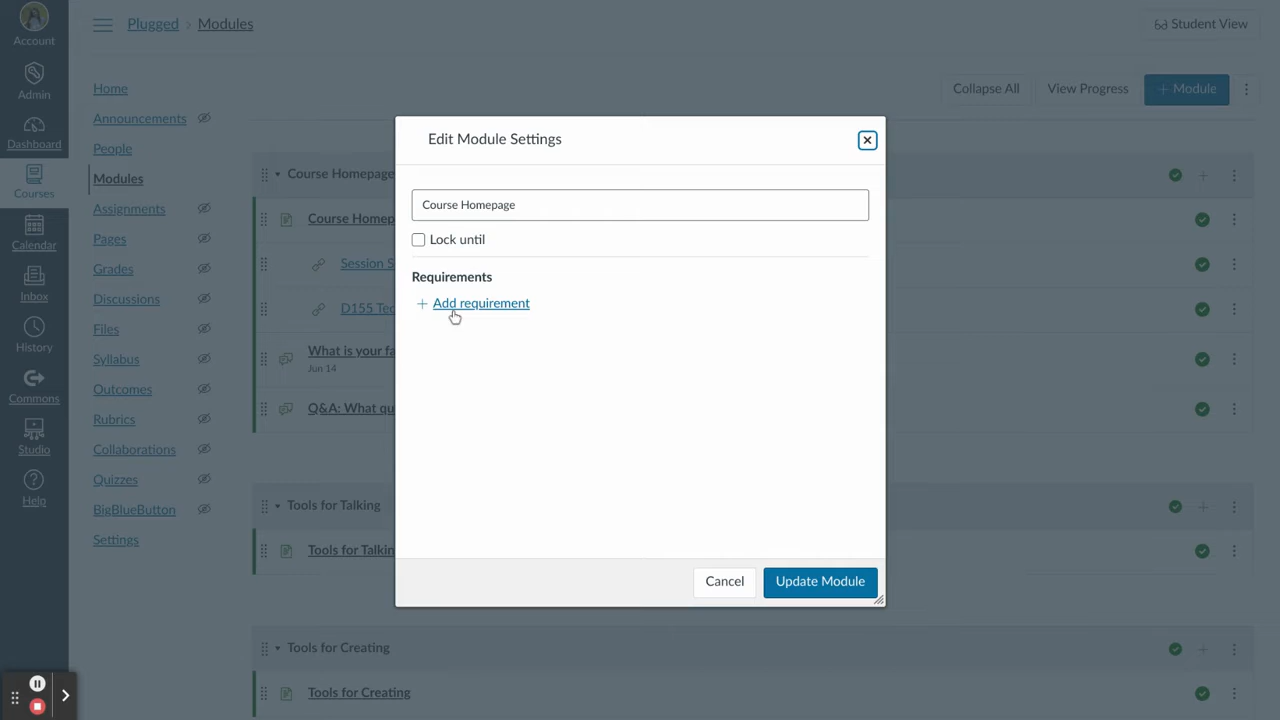 Account
Admin
Dashboard
Courses
Calendar
Inbox
History
Commons
Studio
Help
Plugged › Modules
Student View
Home
Announcements
People
Modules
Assignments
Pages
Grades
Discussions
Files
Syllabus
Outcomes
Rubrics
Collaborations
Quizzes
BigBlueButton
Settings
Collapse All
View Progress
+ Module
Course Homepage
Course Homep
Session S
D155 Tec
What is your fa
Jun 14
Q&A: What qu
Tools for Talking
Tools for Talkin
Tools for Creating
Tools for Creating
Edit Module Settings
Course Homepage
Lock until
Requirements
+ Add requirement
Cancel
Update Module